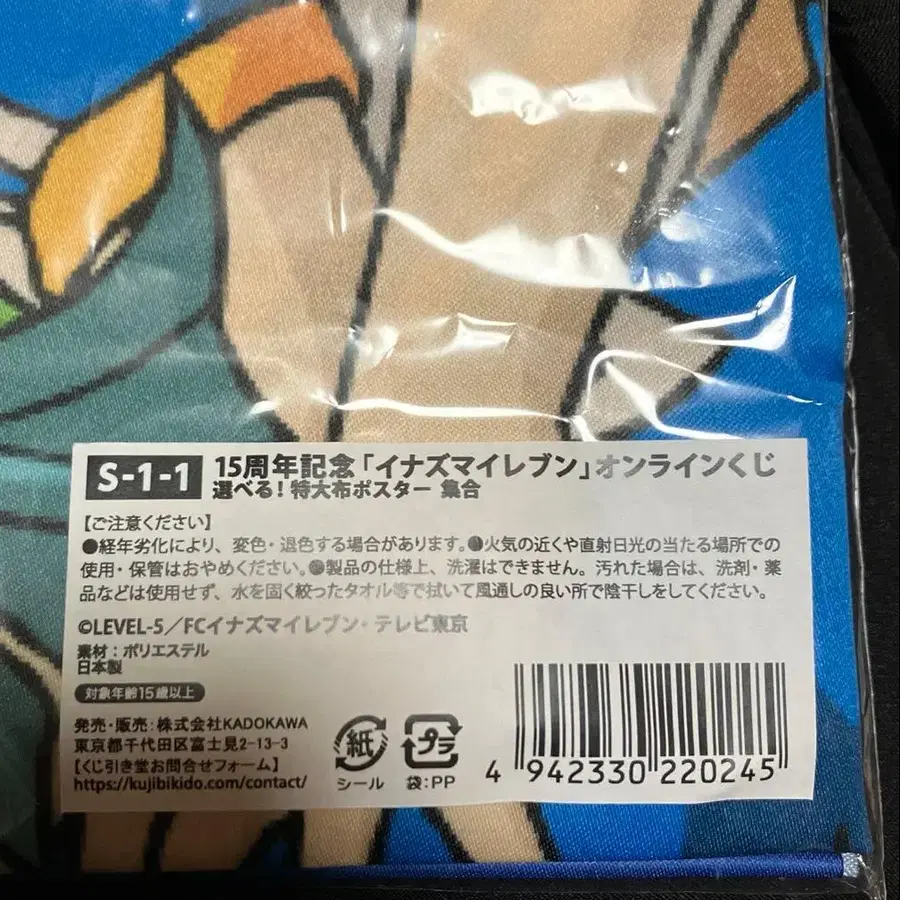 S-1-1
15周年記念「イナズマイレブン」オンラインくじ
選べる！特大布ポスター 集合
【ご注意ください】
●経年劣化により、変色・退色する場合があります。●火気の近くや直射日光の当たる場所での
使用・保管はおやめください。●製品の仕様上、洗濯はできません。汚れた場合は、洗剤・薬
品などは使用せず、水を固く絞ったタオル等で拭いて風通しの良い所で陰干しをしてください。
©LEVEL-5／FCイナズマイレブン・テレビ東京
素材：ポリエステル
日本製
対象年齢15歳以上
発売・販売：株式会社KADOKAWA
東京都千代田区富士見2-13-3
【くじ引き堂お問合せフォーム】
https://kujibikido.com/contact/
紙
シール
プラ
袋：PP
4 942330 220245